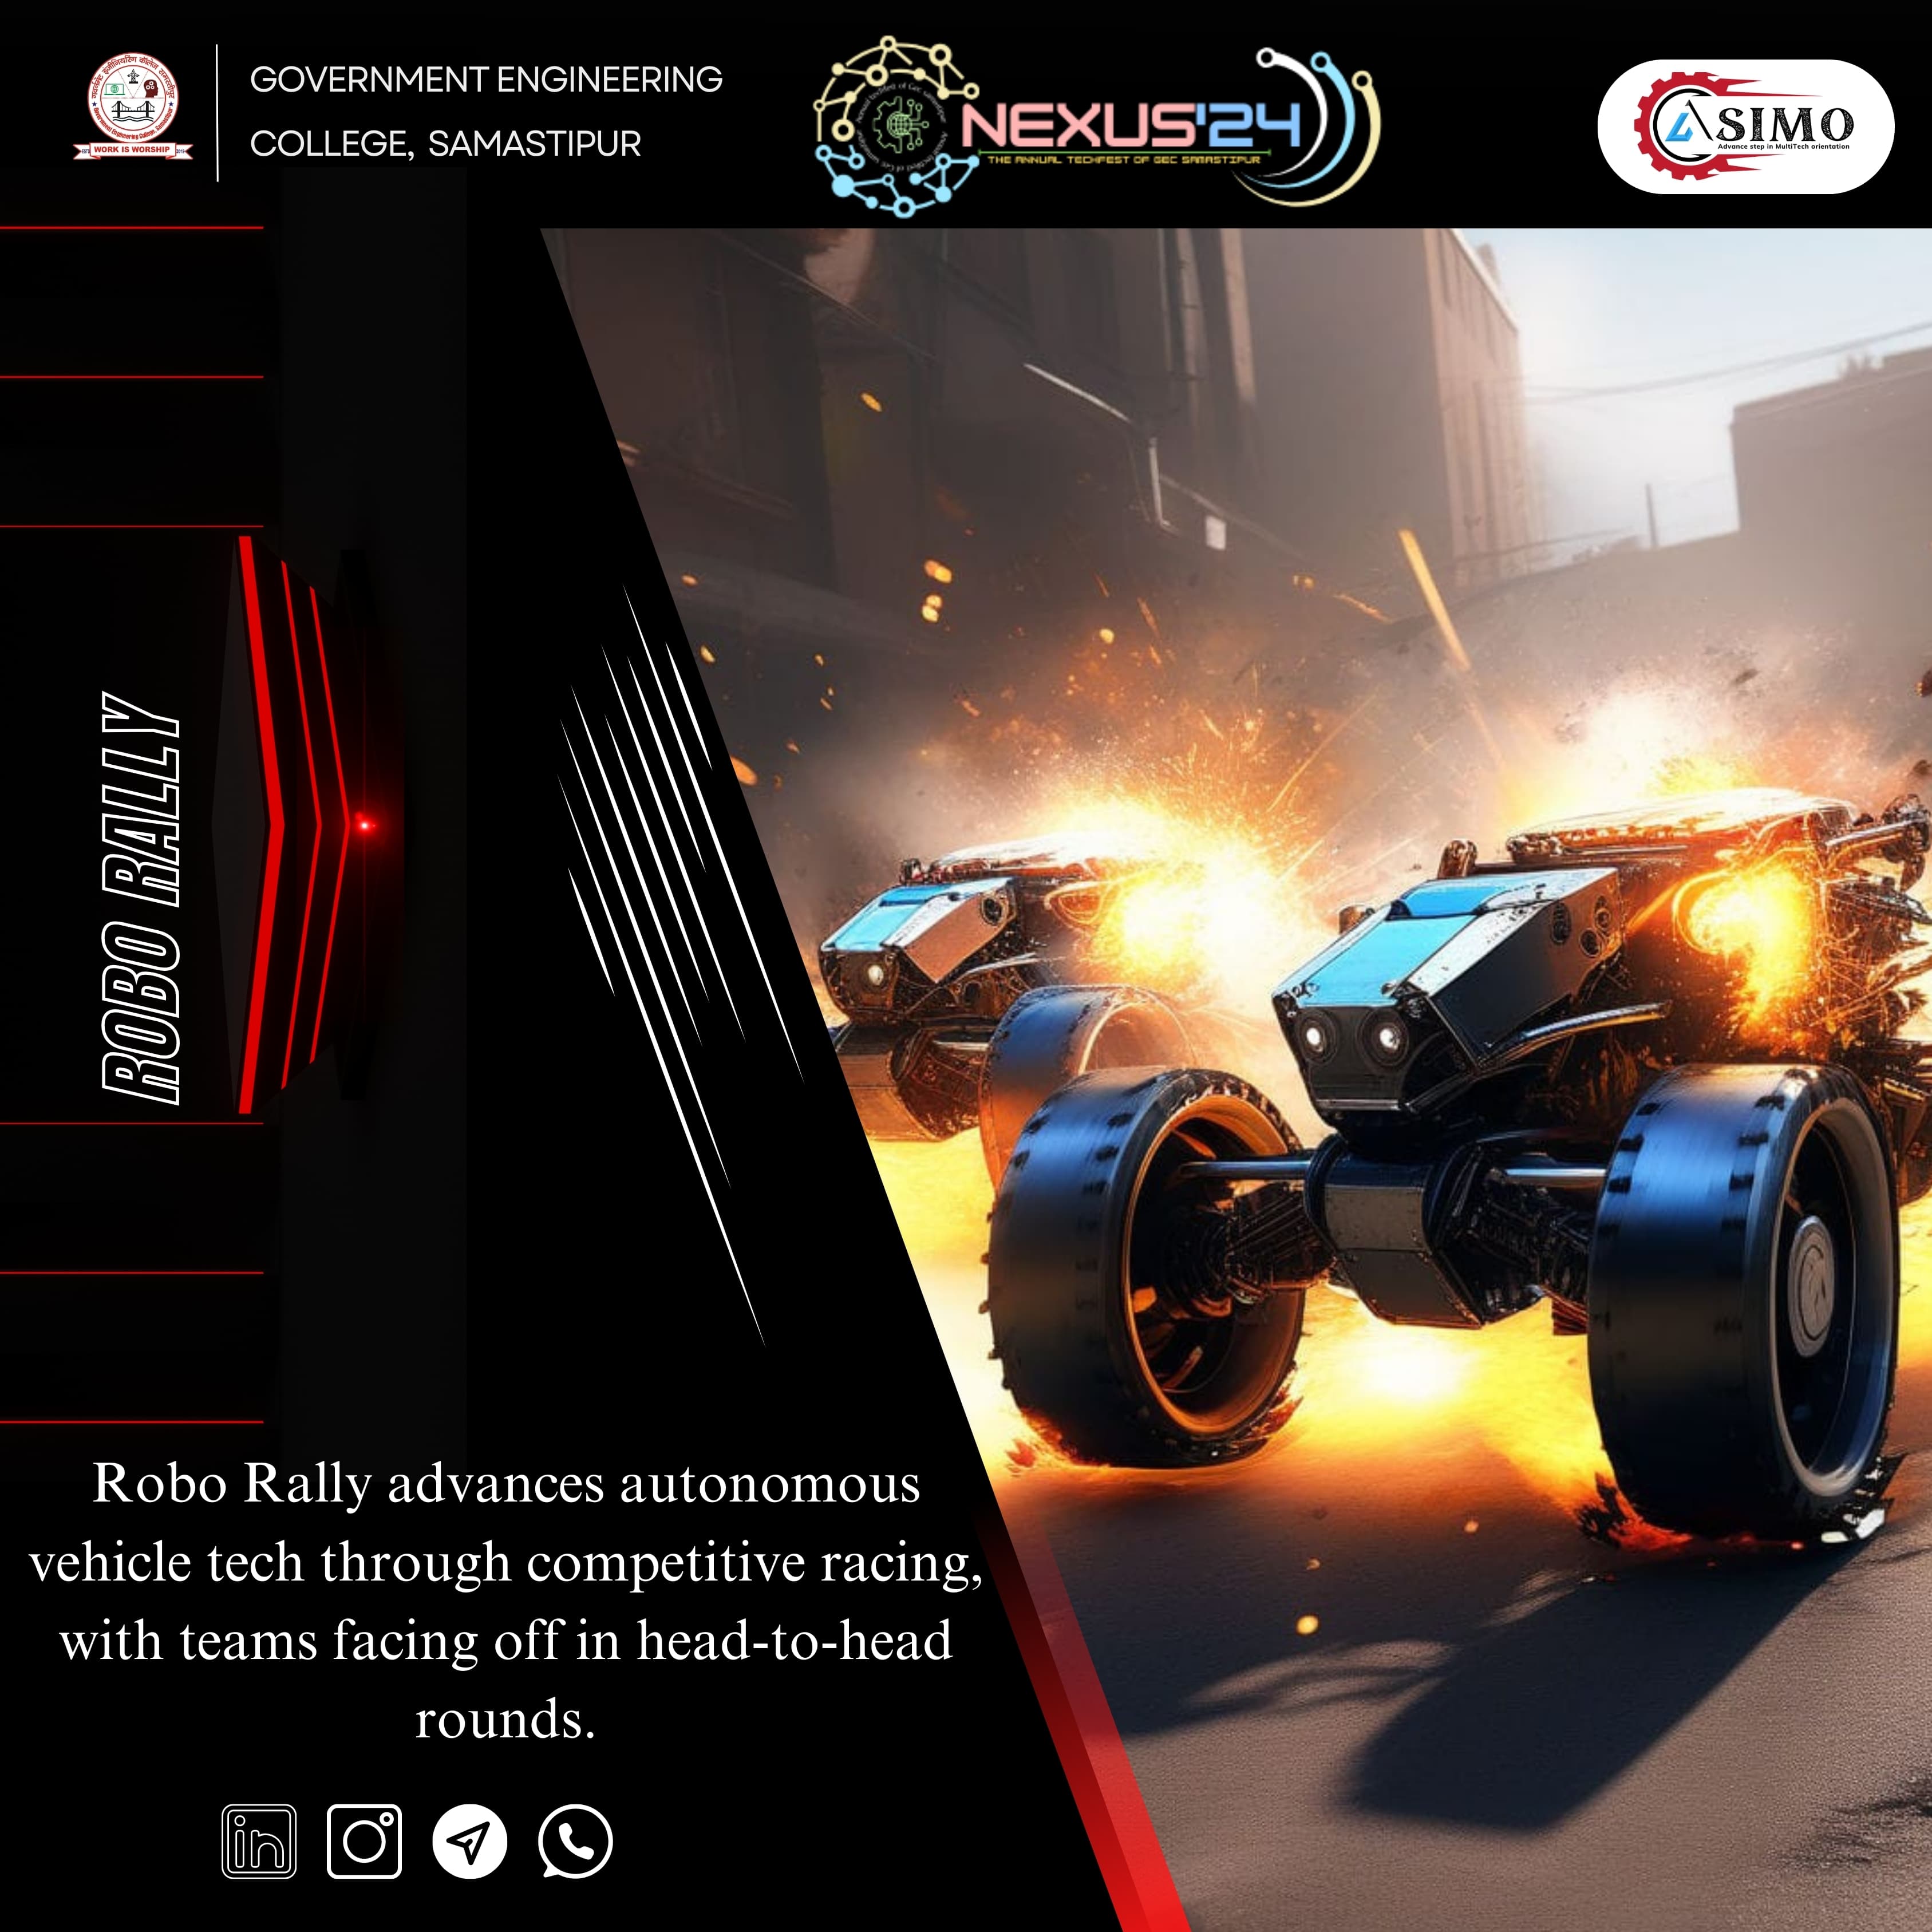 GOVERNMENT ENGINEERING
COLLEGE, SAMASTIPUR
WORK IS WORSHIP
NEXUS'24
THE ANNUAL TECHFEST OF GEC SAMASTIPUR
ASIMO
Advance step in MultiTech orientation
ROBO RALLY
Robo Rally advances autonomous
vehicle tech through competitive racing,
with teams facing off in head-to-head
rounds.
in